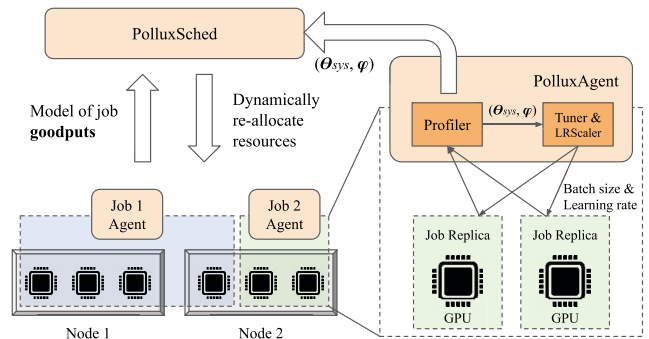 PolluxSched
(θsys, φ)
PolluxAgent
Model of job
goodputs
Dynamically
re-allocate
resources
Profiler
(θsys, φ)
Tuner &
LRScaler
Job 1
Agent
Job 2
Agent
Batch size &
Learning rate
Job Replica
GPU
Job Replica
GPU
Node 1
Node 2